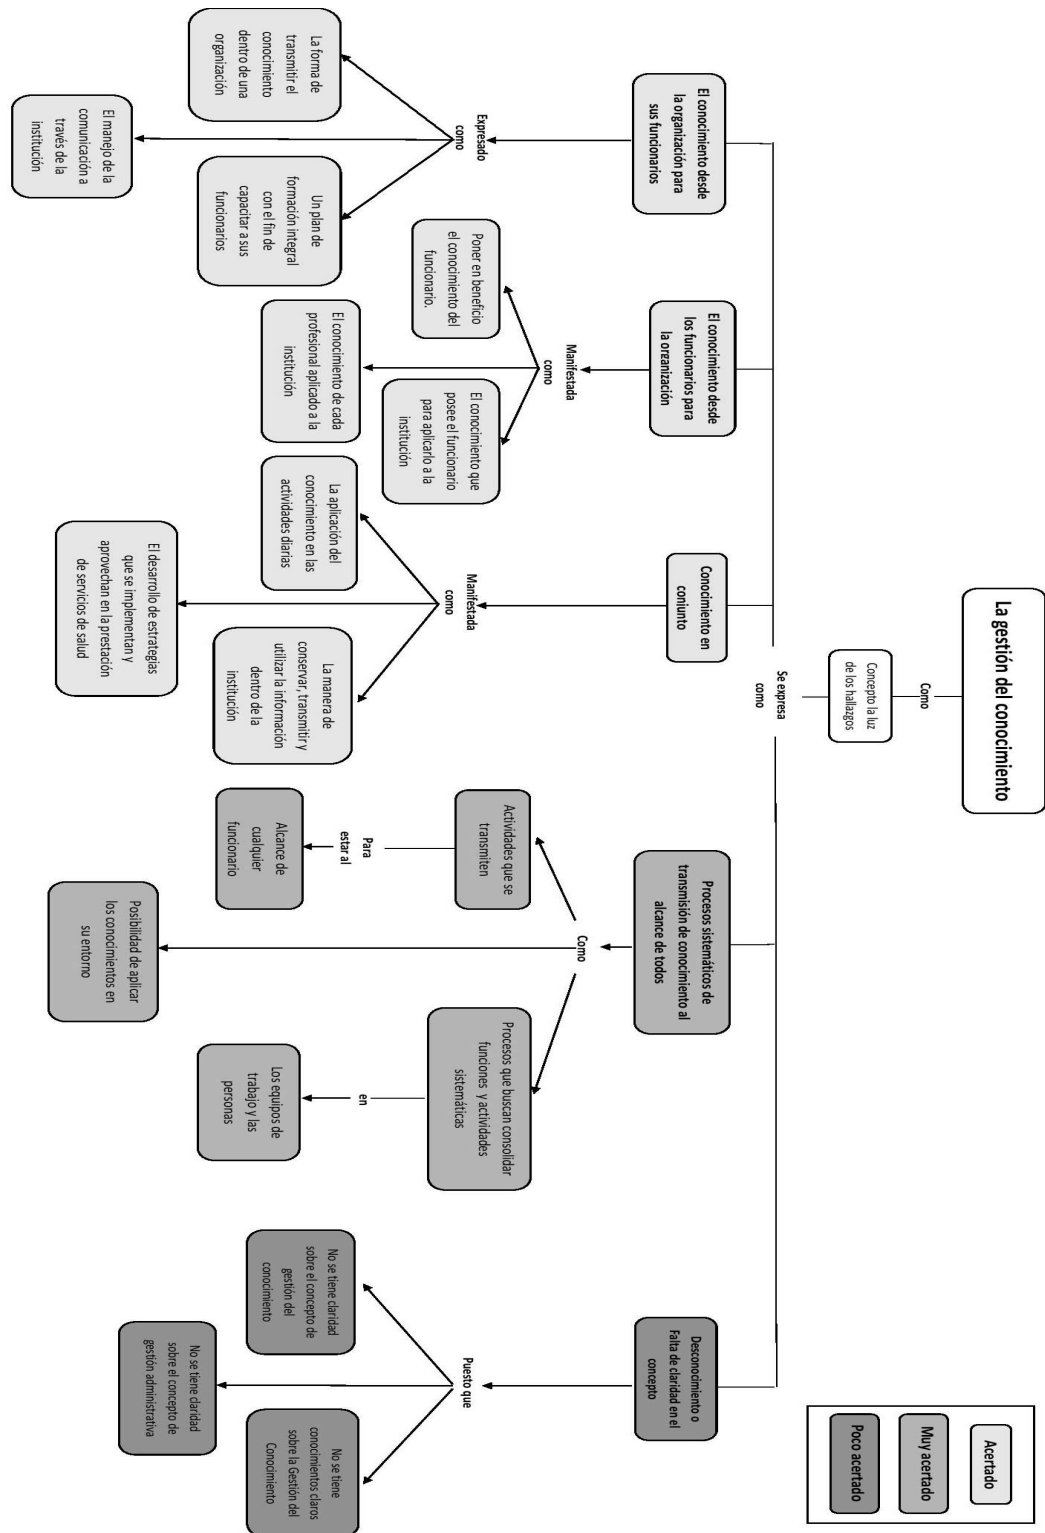 La gestión del conocimiento
Como
Concepto la luz
de los hallazgos
Se expresa
como
El conocimiento desde
la organización para
sus funcionarios
Expresado
como
La forma de
transmitir el
conocimiento
dentro de una
organización
El manejo de la
comunicación a
través de la
institución
Un plan de
formación integral
con el fin de
capacitar a sus
funcionarios
El conocimiento desde
los funcionarios para
la organización
Manifestada
como
Poner en beneficio
el conocimiento del
funcionario.
El conocimiento de cada
profesional aplicado a la
institución
El conocimiento que
posee el funcionario
para aplicarlo a la
institución
Conocimiento en
conjunto
Manifestada
como
La aplicación del
conocimiento en las
actividades diarias
El desarrollo de estrategias
que se implementan y
aprovechan en la prestación
de servicios de salud
La manera de
conservar, transmitir y
utilizar la información
dentro de la
institución
Procesos sistemáticos de
transmisión de conocimiento al
alcance de todos
Como
Actividades que se
transmiten
Para
estar al
Alcance de
cualquier
funcionario
Posibilidad de aplicar
los conocimientos en
su entorno
Procesos que buscan consolidar
funciones y actividades
sistemáticas
en
Los equipos de
trabajo y las
personas
Desconocimiento o
Falta de claridad en el
concepto
Puesto que
No se tiene claridad
sobre el concepto de
gestión del
conocimiento
No se tiene claridad
sobre el concepto de
gestión administrativa
No se tiene
conocimientos claros
sobre la Gestión del
Conocimiento
Acertado
Muy acertado
Poco acertado